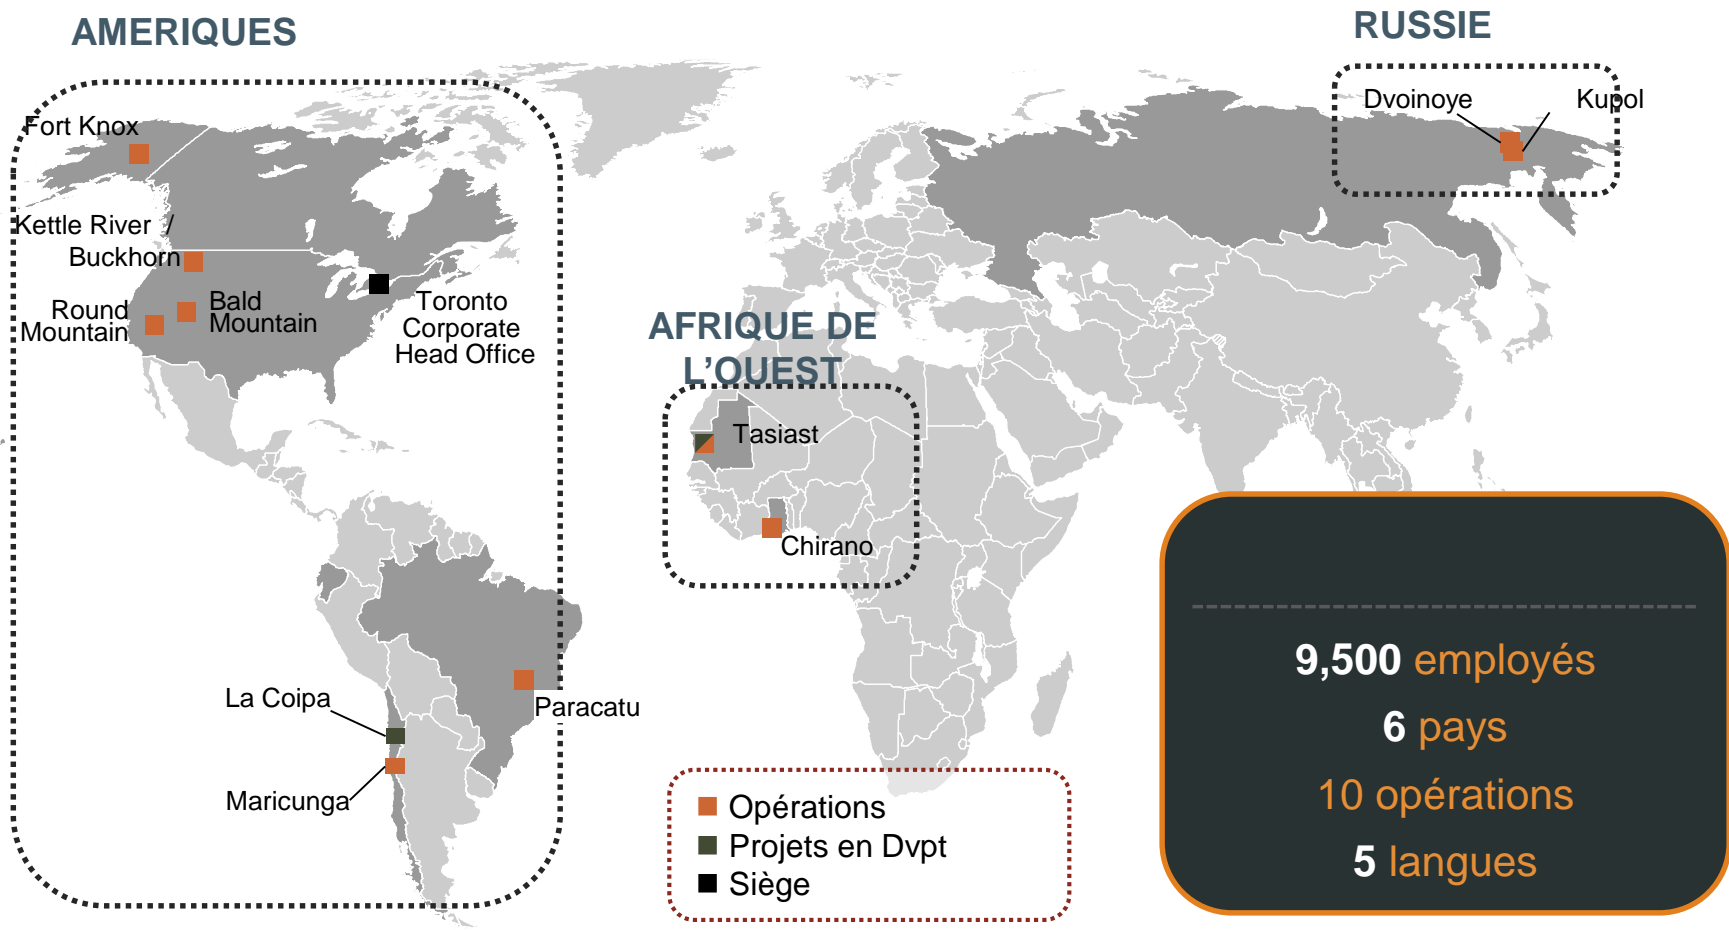 AMERIQUES
RUSSIE
Fort Knox
Kettle River /
Buckhorn
Round
Mountain
Bald
Mountain
Toronto
Corporate
Head Office
Dvoinoye
Kupol
AFRIQUE DE
L’OUEST
Tasiast
Chirano
La Coipa
Paracatu
Maricunga
Opérations
Projets en Dvpt
Siège
9,500 employés
6 pays
10 opérations
5 langues